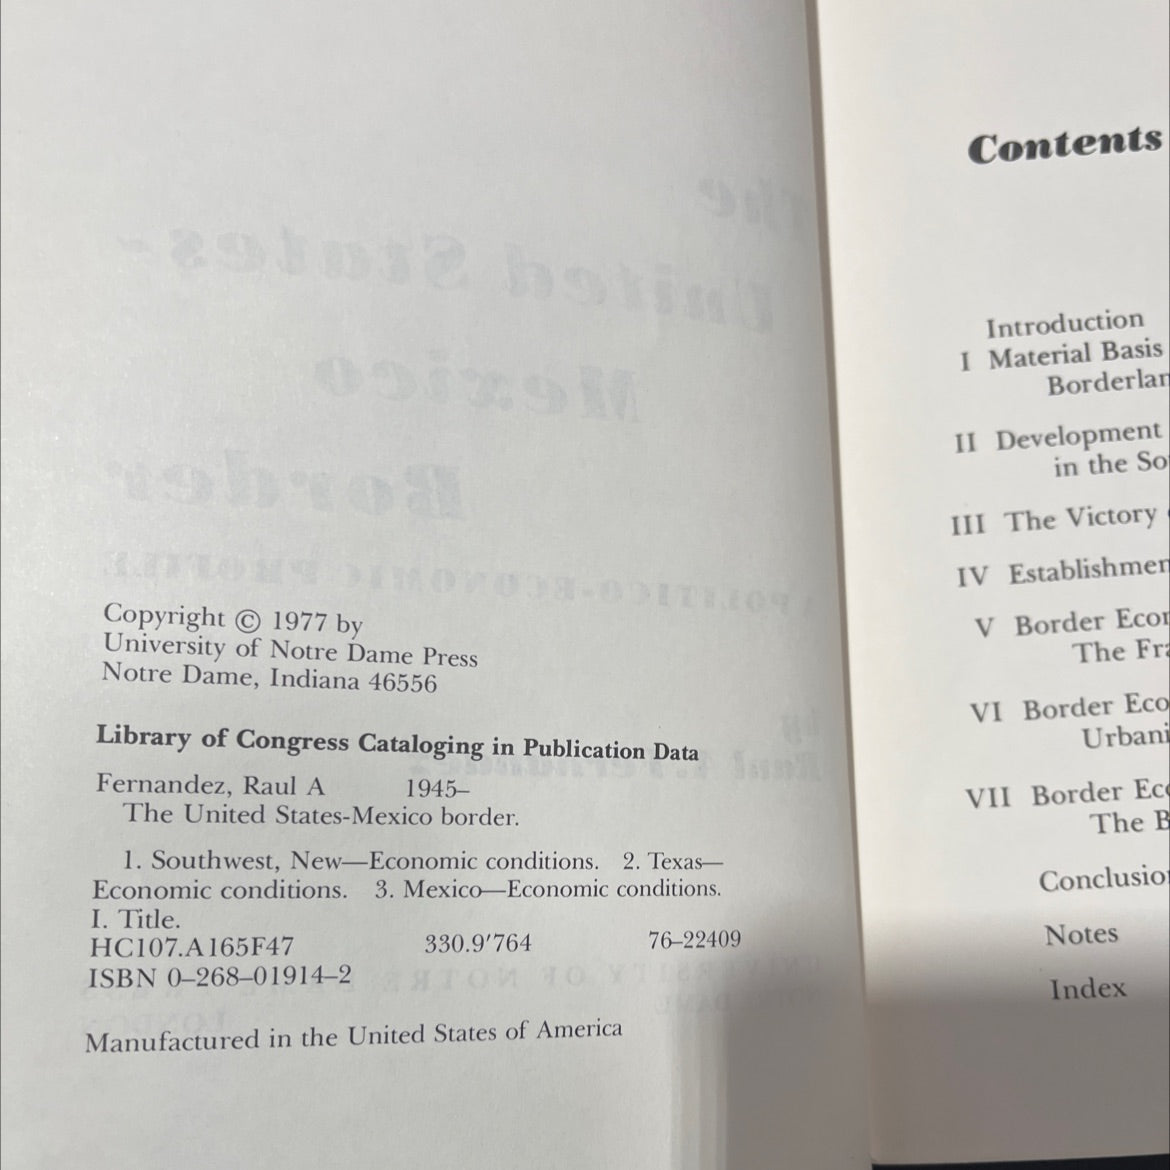 Copyright © 1977 by
University of Notre Dame Press
Notre Dame, Indiana 46556
Library of Congress Cataloging in Publication Data
Fernandez, Raul A 1945–
The United States-Mexico border.
1. Southwest, New—Economic conditions. 2. Texas—
Economic conditions. 3. Mexico—Economic conditions.
I. Title.
HC107.A165F47 330.9'764 76–22409
ISBN 0–268–01914–2
Manufactured in the United States of America
Contents
Introduction
I Material Basis
Borderlan
II Development
in the So
III The Victory
IV Establishmen
V Border Econ
The Fra
VI Border Eco
Urbani
VII Border Eco
The B
Conclusion
Notes
Index